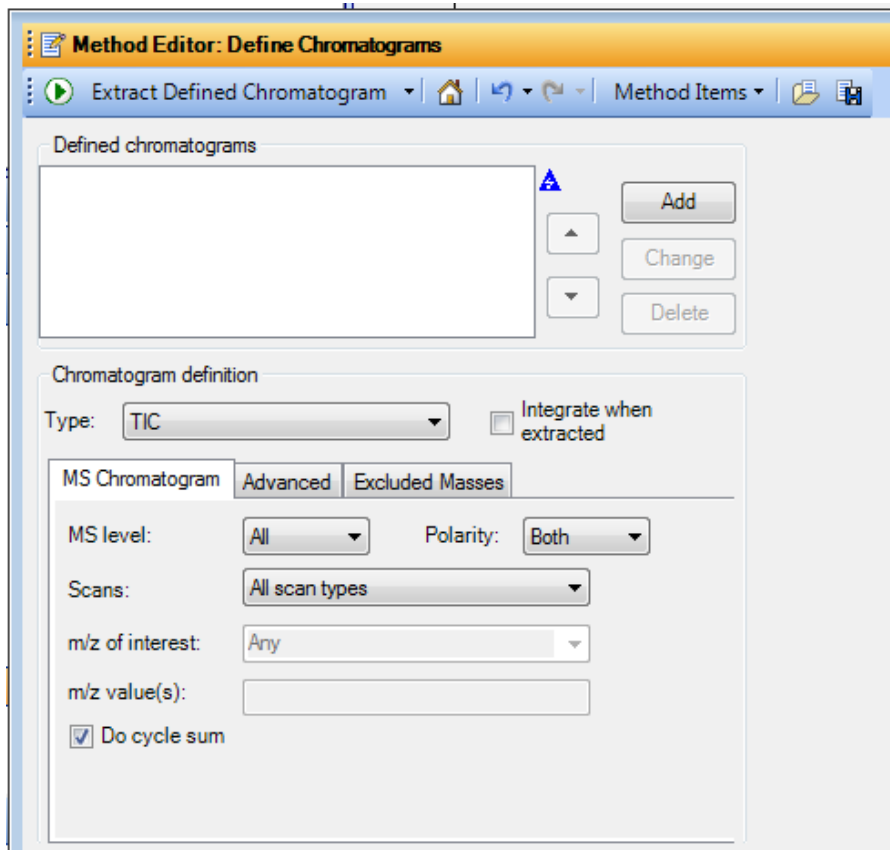 Method Editor: Define Chromatograms
Extract Defined Chromatogram Method Items
Defined chromatograms
Add
Change
Delete
Chromatogram definition
Type: TIC
Integrate when
extracted
MS Chromatogram Advanced Excluded Masses
MS level: All Polarity: Both
Scans: All scan types
m/z of interest: Any
m/z value(s):
Do cycle sum